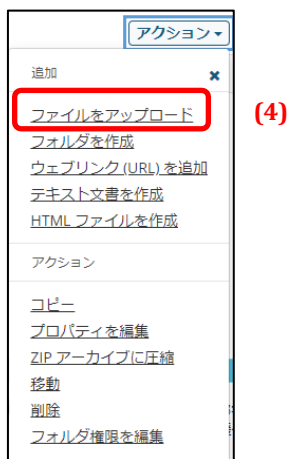 アクション
追加
ファイルをアップロード
(4)
フォルダを作成
ウェブリンク (URL) を追加
テキスト文書を作成
HTML ファイルを作成
アクション
コピー
プロパティを編集
ZIP アーカイブに圧縮
移動
削除
フォルダ権限を編集